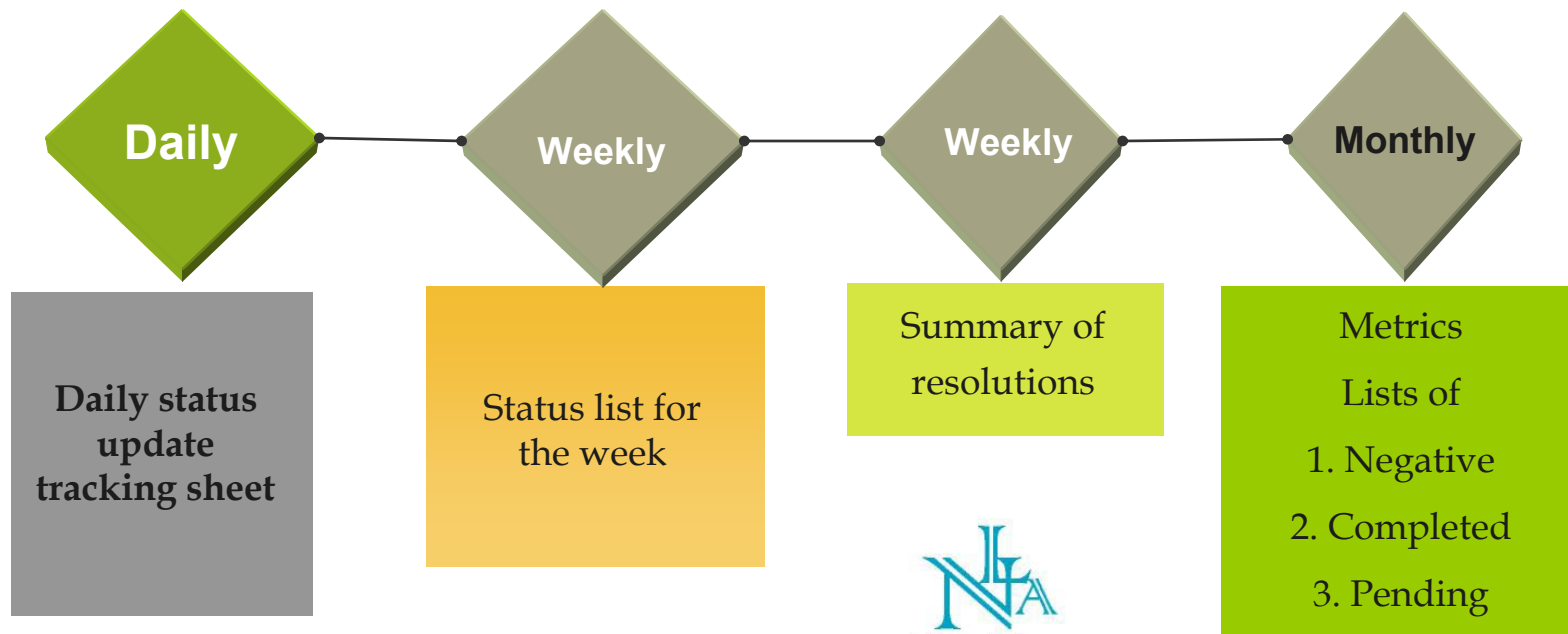 Daily
Weekly
Weekly
Monthly
Daily status
update
tracking sheet
Status list for
the week
Summary of
resolutions
Metrics
Lists of
1. Negative
2. Completed
3. Pending
NLA